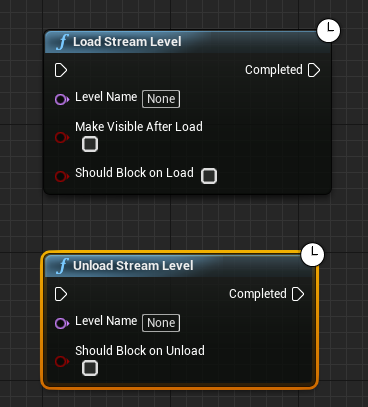 f Load Stream Level
Completed
Level Name None
Make Visible After Load
Should Block on Load
f Unload Stream Level
Completed
Level Name None
Should Block on Unload